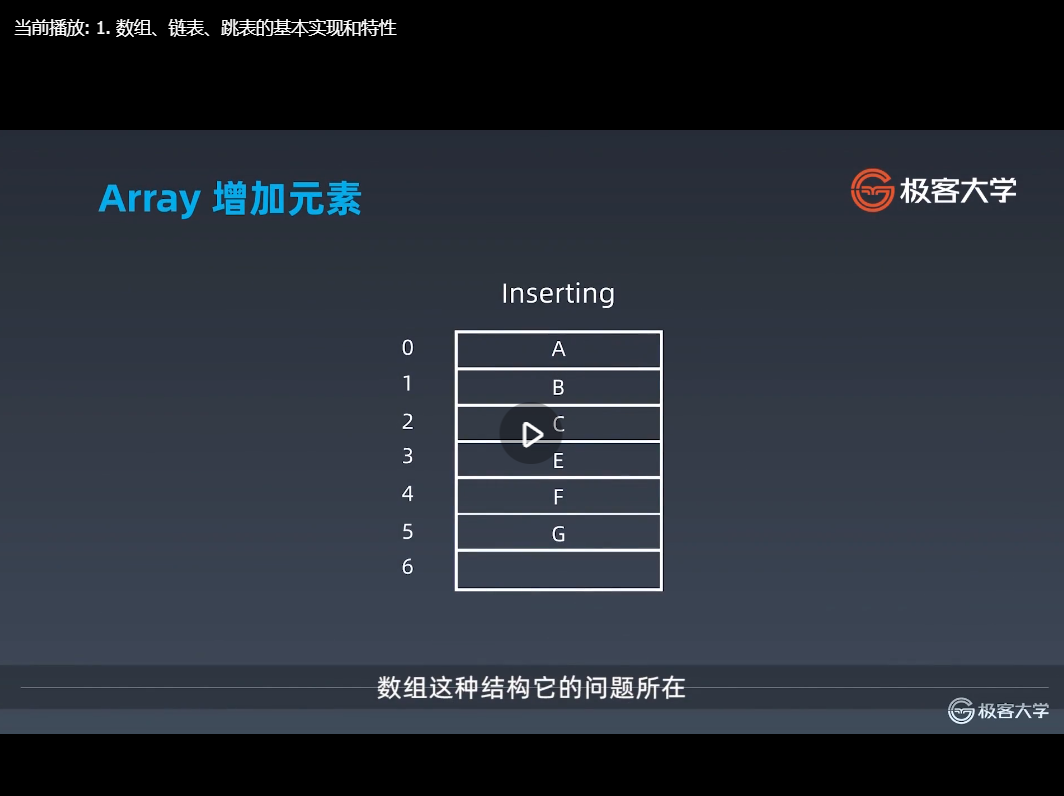 当前播放: 1. 数组、链表、跳表的基本实现和特性
Array 增加元素
极客大学
Inserting
0 A
1 B
2 C
3 E
4 F
5 G
6
数组这种结构它的问题所在
极客大学